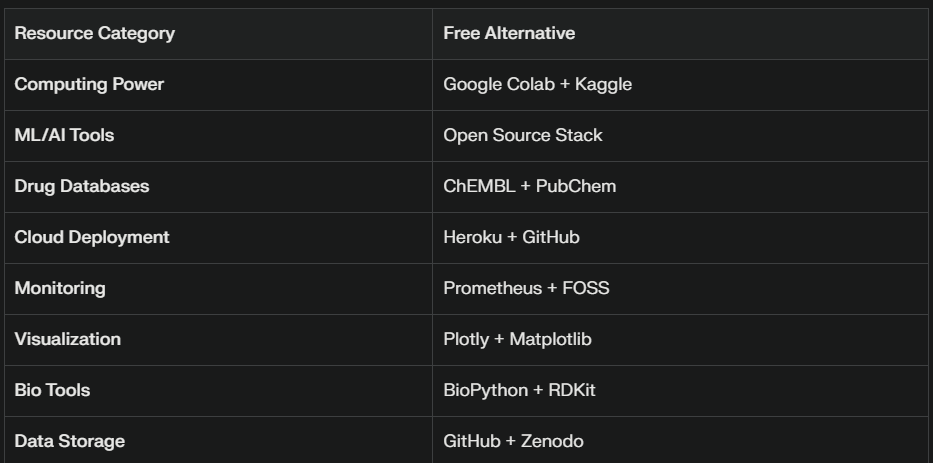 Resource Category Free Alternative
Computing Power Google Colab + Kaggle
ML/AI Tools Open Source Stack
Drug Databases ChEMBL + PubChem
Cloud Deployment Heroku + GitHub
Monitoring Prometheus + FOSS
Visualization Plotly + Matplotlib
Bio Tools BioPython + RDKit
Data Storage GitHub + Zenodo